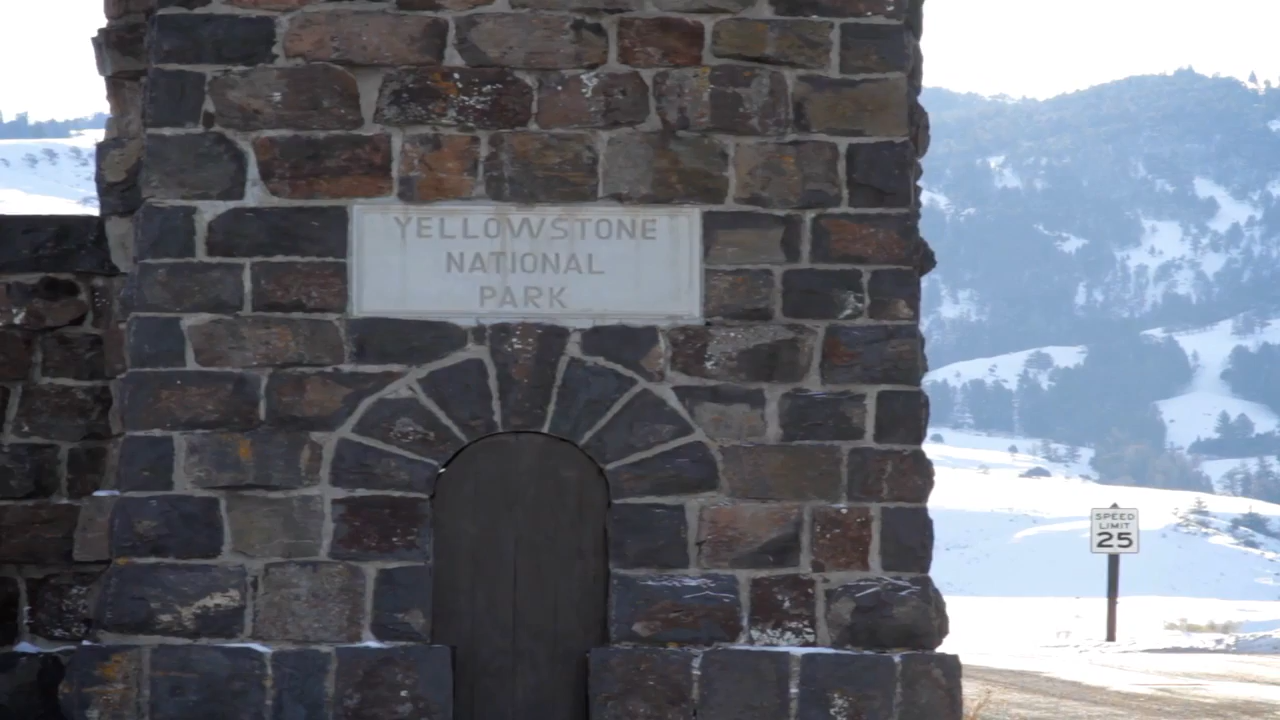 YELLOWSTONE
NATIONAL
PARK
SPEED
LIMIT
25